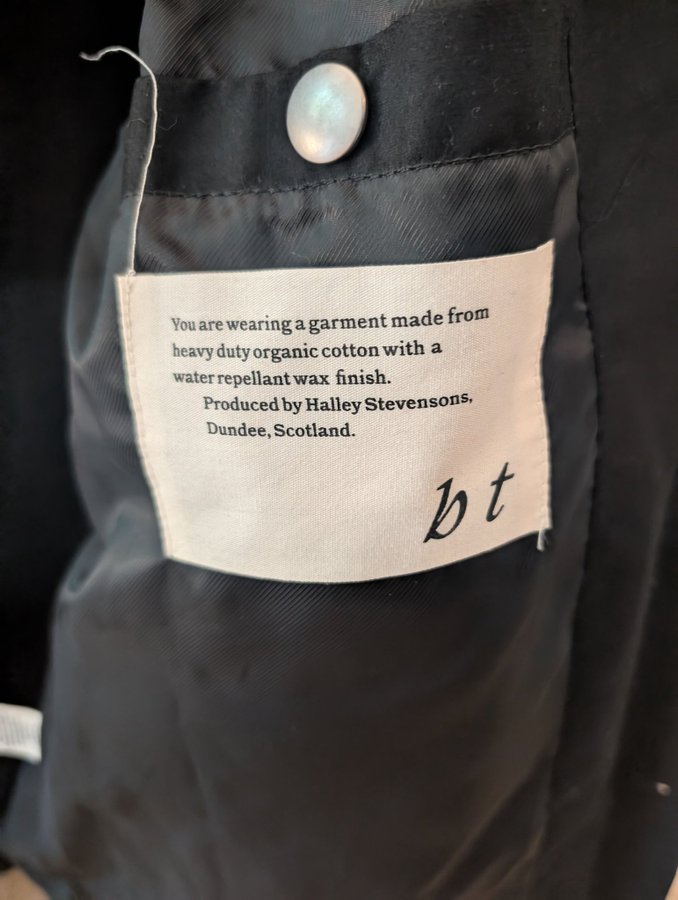 You are wearing a garment made from
heavy duty organic cotton with a
water repellant wax finish.
Produced by Halley Stevensons,
Dundee, Scotland.
bt